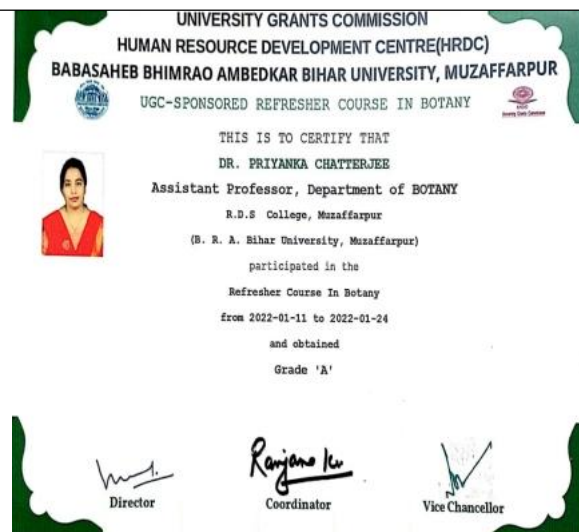 UNIVERSITY GRANTS COMMISSION
HUMAN RESOURCE DEVELOPMENT CENTRE(HRDC)
BABASAHEB BHIMRAO AMBEDKAR BIHAR UNIVERSITY, MUZAFFARPUR
UGC-SPONSORED REFRESHER COURSE IN BOTANY
THIS IS TO CERTIFY THAT
DR. PRIYANKA CHATTERJEE
Assistant Professor, Department of BOTANY
R.D.S College, Muzaffarpur
(B. R. A. Bihar University, Muzaffarpur)
participated in the
Refresher Course In Botany
from 2022-01-11 to 2022-01-24
and obtained
Grade 'A'
Ranjana Ku
Director
Coordinator
Vice Chancellor